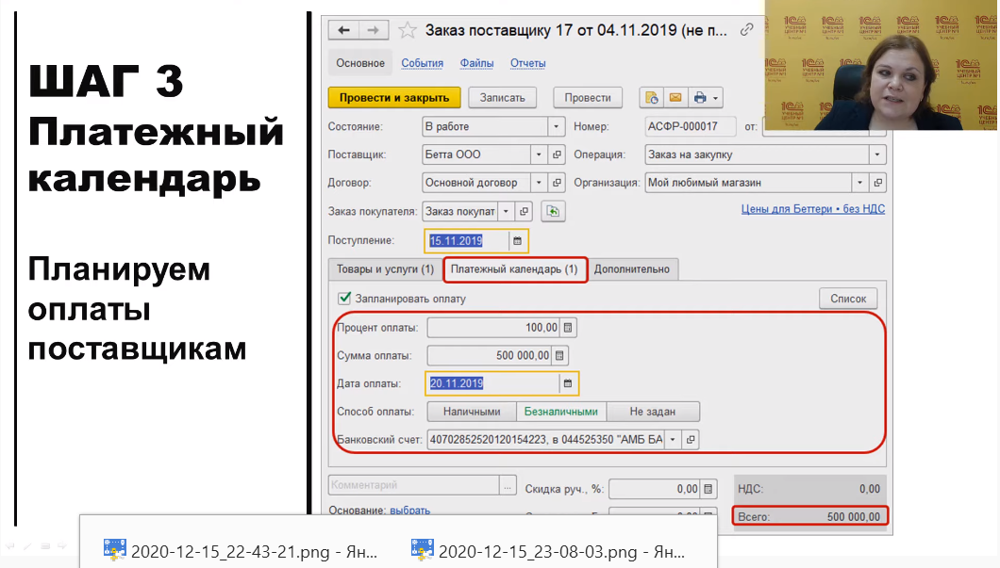 ШАГ 3
Платежный
календарь
Планируем
оплаты
поставщикам
Заказ поставщику 17 от 04.11.2019 (не п...
Основное События Файлы Отчеты
Провести и закрыть Записать Провести
Состояние: В работе Номер: АСФР-000017 от:
Поставщик: Бетта ООО Операция: Заказ на закупку
Договор: Основной договор Организация: Мой любимый магазин
Заказ покупателя: Заказ покупат Цены для Беттери • без НДС
Поступление: 15.11.2019
Товары и услуги (1) Платежный календарь (1) Дополнительно
Запланировать оплату Список
Процент оплаты: 100,00
Сумма оплаты: 500 000,00
Дата оплаты: 20.11.2019
Способ оплаты: Наличными Безналичными Не задан
Банковский счет: 40702852520120154223, в 044525350 "АМБ БА
Комментарий ... Скидка руч., %: 0,00 НДС: 0,00
Основание: выбрать Всего: 500 000,00
2020-12-15_22-43-21.png - Ян... 2020-12-15_23-08-03.png - Ян...